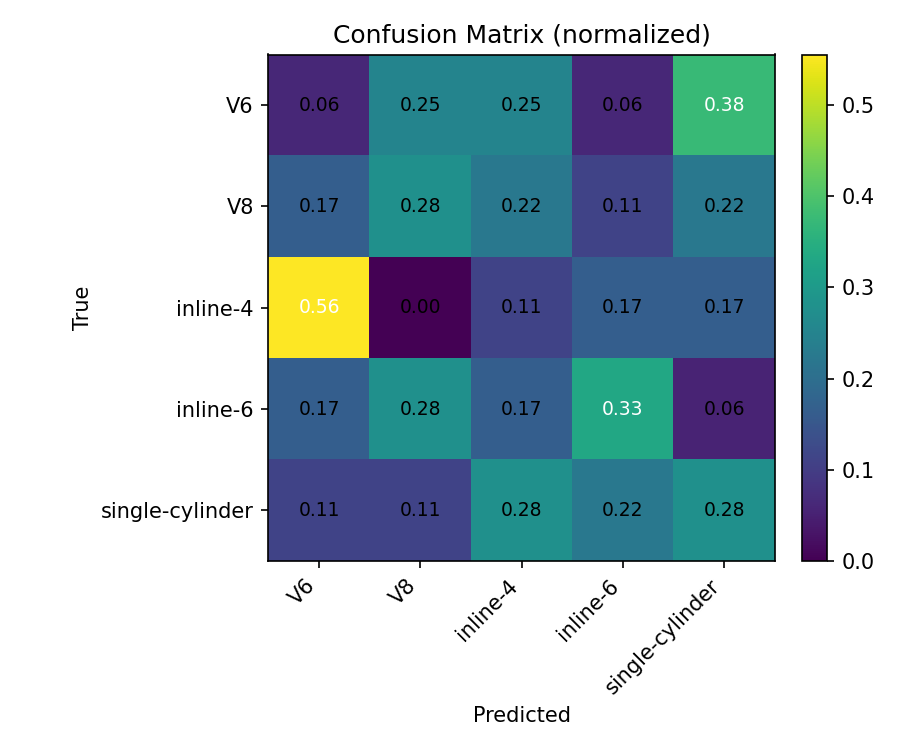 Confusion Matrix (normalized)
V6 0.06 0.25 0.25 0.06 0.38
V8 0.17 0.28 0.22 0.11 0.22
inline-4 0.56 0.00 0.11 0.17 0.17
inline-6 0.17 0.28 0.17 0.33 0.06
single-cylinder 0.11 0.11 0.28 0.22 0.28
True
V6 V8 inline-4 inline-6 single-cylinder
Predicted
0.5
0.4
0.3
0.2
0.1
0.0